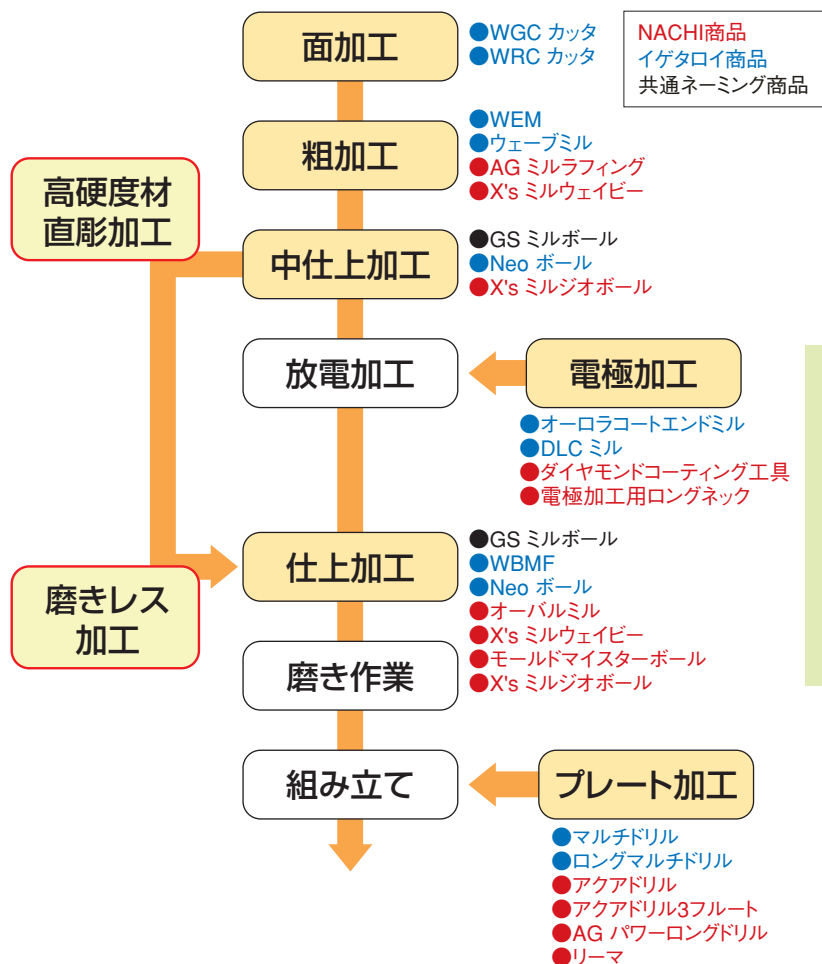 面加工
●WGC カッタ
●WRC カッタ
NACHI商品
イゲタロイ商品
共通ネーミング商品
粗加工
●WEM
●ウェーブミル
●AG ミルラフィング
●X's ミルウェイビー
高硬度材
直彫加工
中仕上加工
●GS ミルボール
●Neo ボール
●X's ミルジオボール
放電加工
電極加工
●オーロラコートエンドミル
●DLC ミル
●ダイヤモンドコーティング工具
●電極加工用ロングネック
仕上加工
●GS ミルボール
●WBMF
●Neo ボール
●オーバルミル
●X's ミルウェイビー
●モールドマイスターボール
●X's ミルジオボール
磨きレス
加工
磨き作業
組み立て
プレート加工
●マルチドリル
●ロングマルチドリル
●アクアドリル
●アクアドリル3フルート
●AG パワーロングドリル
●リーマ